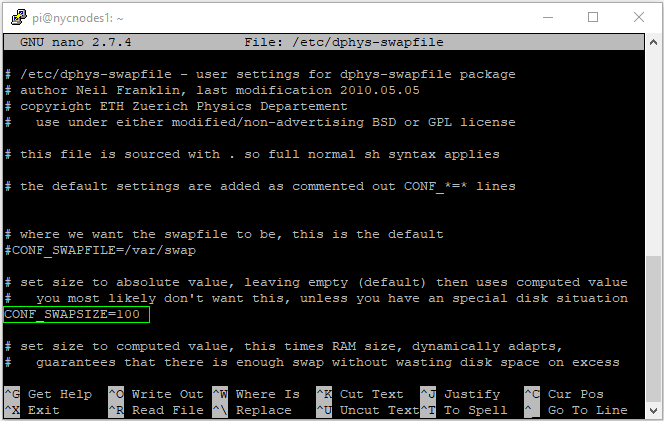 pi@nycnodes1: ~
GNU nano 2.7.4 File: /etc/dphys-swapfile
# /etc/dphys-swapfile - user settings for dphys-swapfile package
# author Neil Franklin, last modification 2010.05.05
# copyright ETH Zuerich Physics Departement
#   use under either modified/non-advertising BSD or GPL license
# this file is sourced with . so full normal sh syntax applies
# the default settings are added as commented out CONF_*=* lines
# where we want the swapfile to be, this is the default
#CONF_SWAPFILE=/var/swap
# set size to absolute value, leaving empty (default) then uses computed value
#   you most likely don't want this, unless you have an special disk situation
CONF_SWAPSIZE=100
# set size to computed value, this times RAM size, dynamically adapts,
#   guarantees that there is enough swap without wasting disk space on excess
^G Get Help ^O Write Out ^W Where Is ^K Cut Text ^J Justify ^C Cur Pos
^X Exit ^R Read File ^\ Replace ^U Uncut Text ^T To Spell ^_ Go To Line